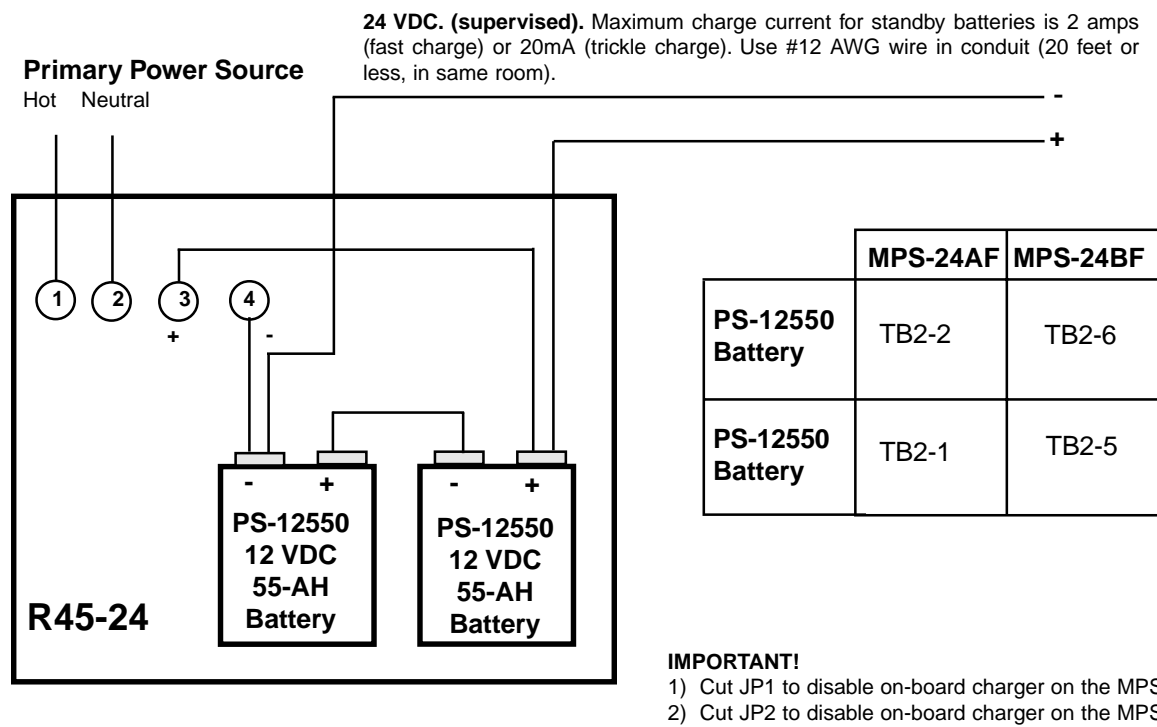 24 VDC. (supervised). Maximum charge current for standby batteries is 2 amps
(fast charge) or 20mA (trickle charge). Use #12 AWG wire in conduit (20 feet or
less, in same room).
Primary Power Source
Hot Neutral
-
+
MPS-24AF MPS-24BF
1 2 3 4
+ -
PS-12550
Battery
TB2-2 TB2-6
PS-12550
Battery
TB2-1 TB2-5
- + - +
PS-12550
12 VDC
55-AH
Battery
PS-12550
12 VDC
55-AH
Battery
R45-24
IMPORTANT!
1) Cut JP1 to disable on-board charger on the MPS
2) Cut JP2 to disable on-board charger on the MPS